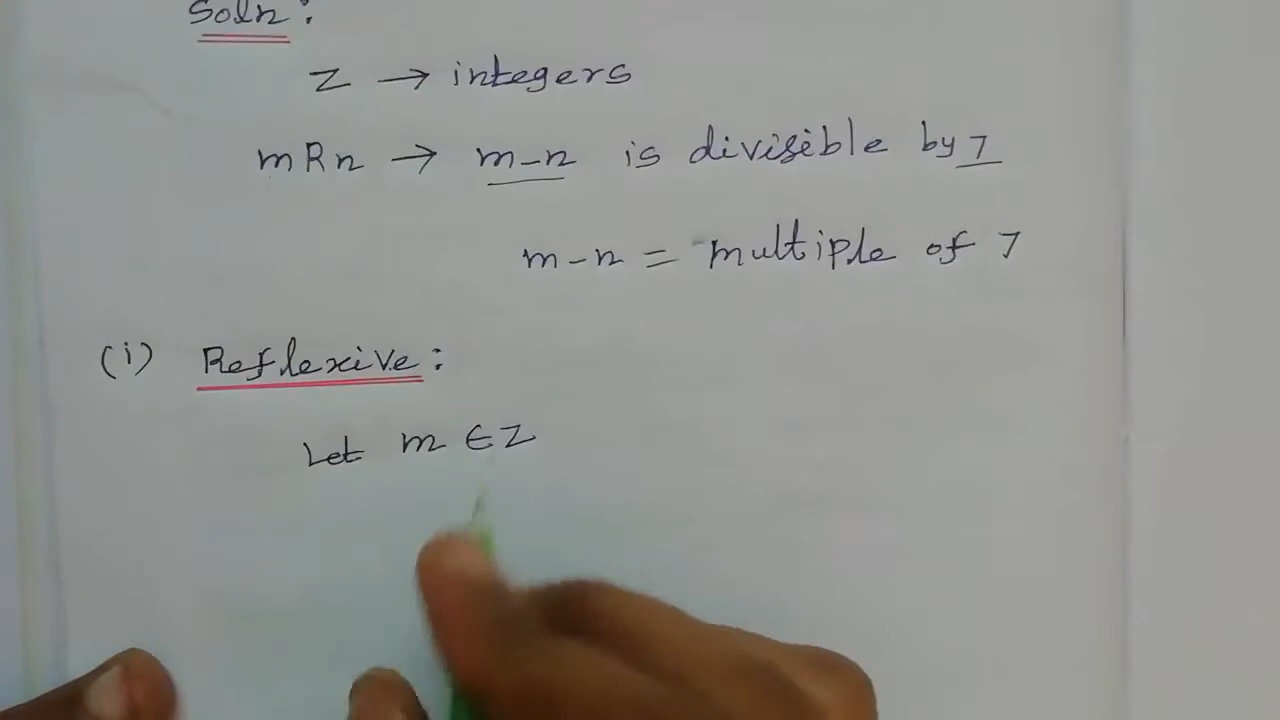 Soln:
Z → integers
mRn → m-n is divisible by 7
m-n = multiple of 7
(i) Reflexive:
Let m ∈ Z